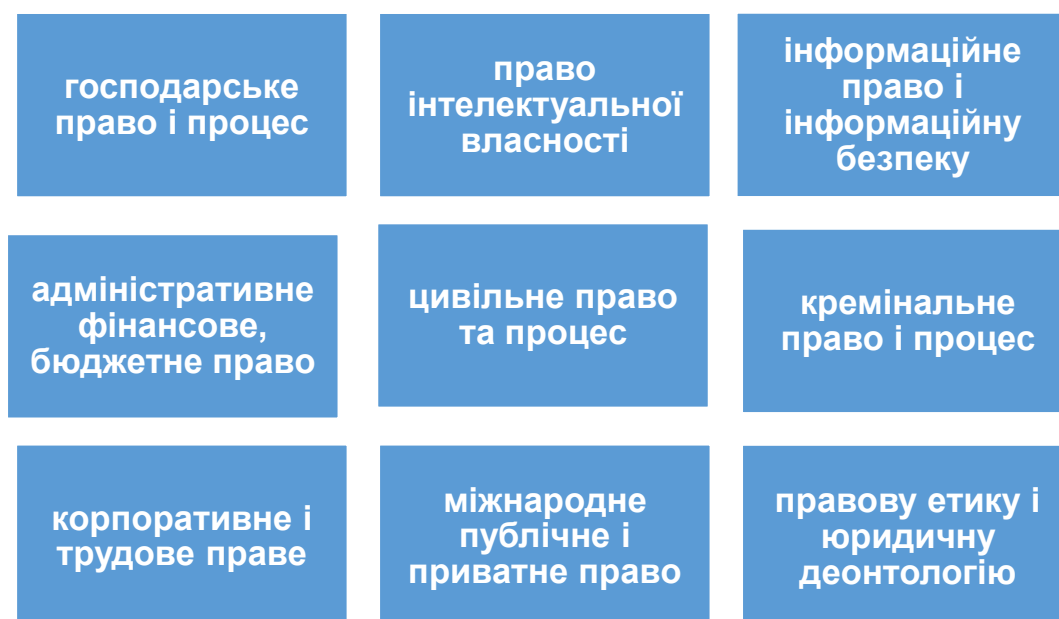 господарське
право і процес
право
інтелектуальної
власності
інформаційне
право і
інформаційну
безпеку
адміністративне
фінансове,
бюджетне право
цивільне право
та процес
кремінальне
право і процес
корпоративне і
трудове праве
міжнародне
публічне і
приватне право
правову етику і
юридичну
деонтологію